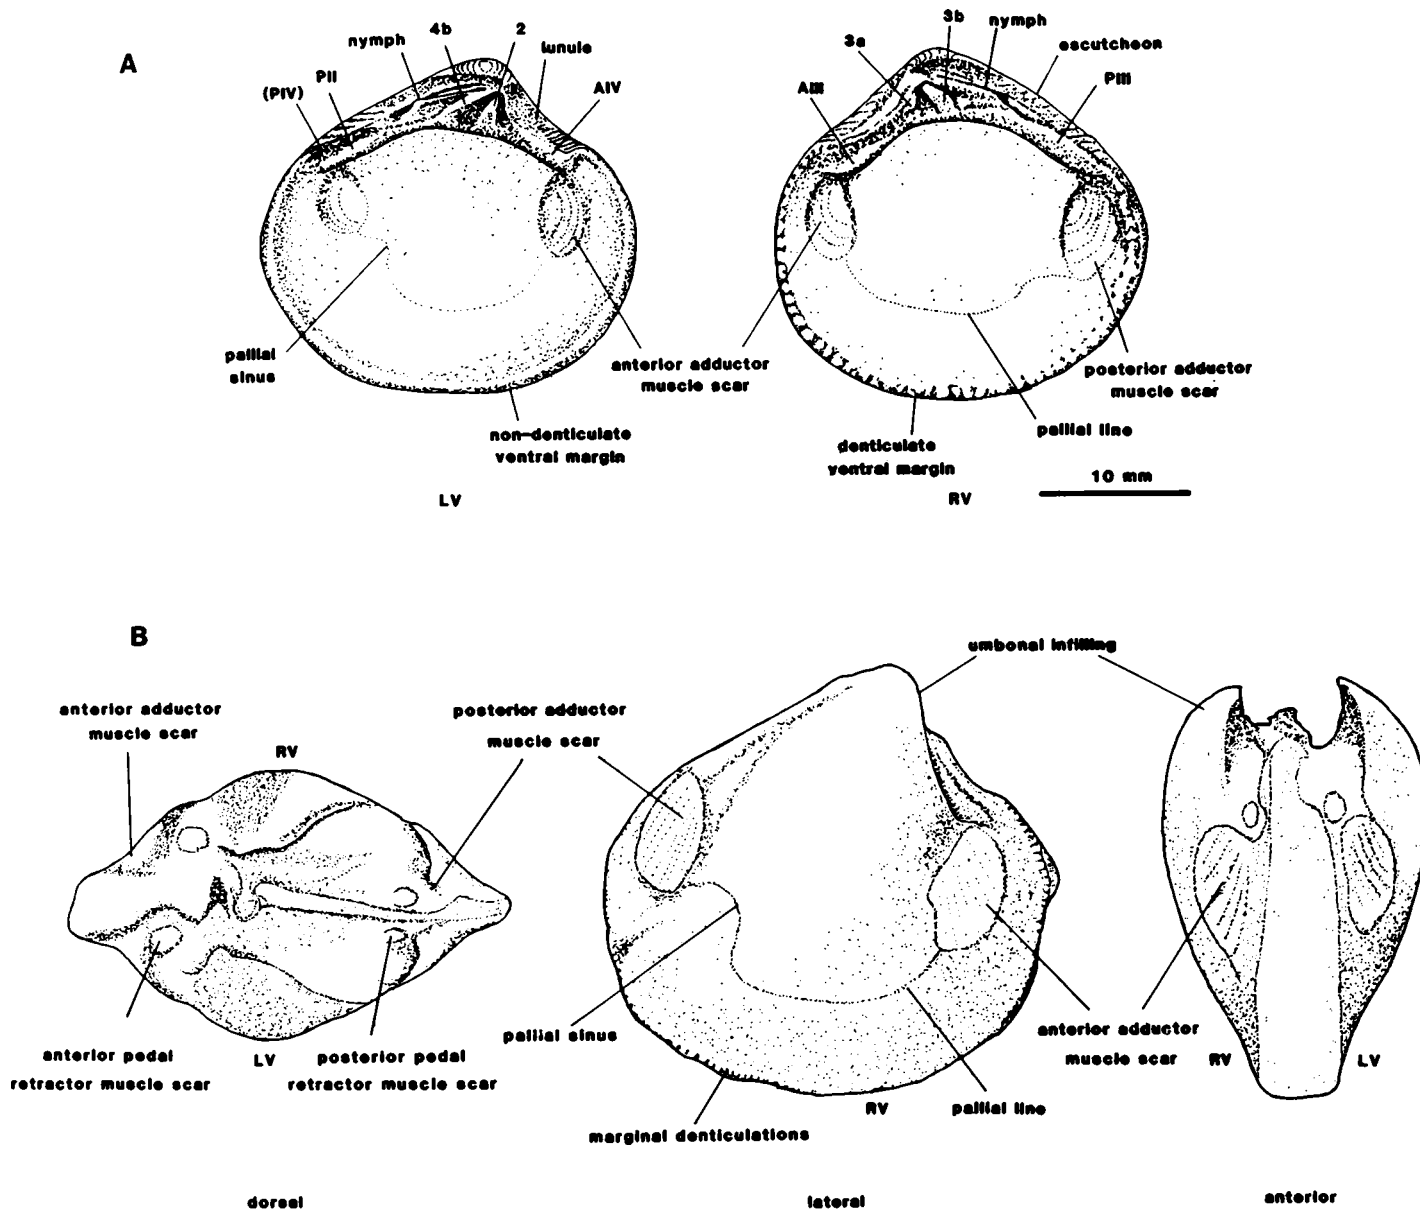 A
nymph
4b
2
lunule
(PIV)
PII
AIV
pallial
sinus
non-denticulate
ventral margin
LV
anterior adductor
muscle scar
3a
3b
nymph
escutcheon
AIII
PIII
posterior adductor
muscle scar
pallial line
denticulate
ventral margin
RV
10 mm
B
umbonal infilling
anterior adductor
muscle scar
RV
posterior adductor
muscle scar
anterior pedal
retractor muscle scar
LV
posterior pedal
retractor muscle scar
dorsal
pallial sinus
marginal denticulations
RV
pallial line
lateral
anterior adductor
muscle scar
RV
LV
anterior